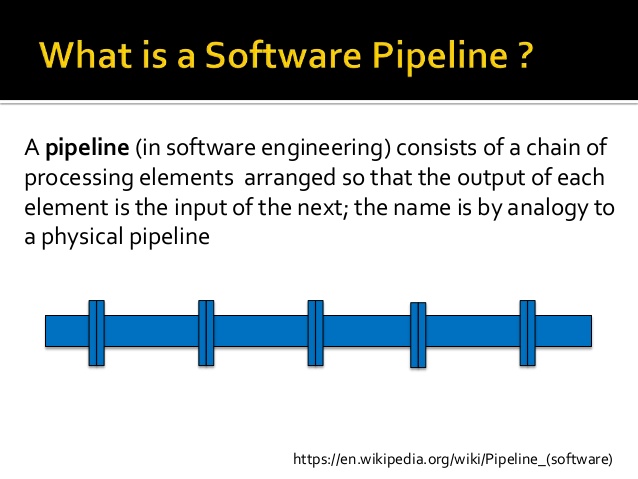 What is a Software Pipeline ?
A pipeline (in software engineering) consists of a chain of
processing elements  arranged so that the output of each
element is the input of the next; the name is by analogy to
a physical pipeline
https://en.wikipedia.org/wiki/Pipeline_(software)